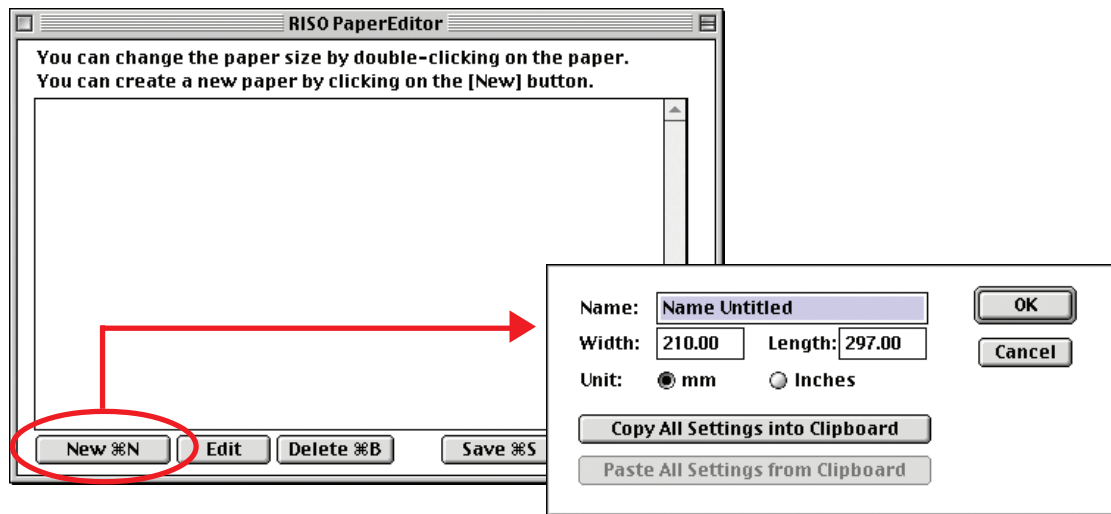 RISO PaperEditor
You can change the paper size by double-clicking on the paper.
You can create a new paper by clicking on the [New] button.
New ⌘N Edit Delete ⌘B Save ⌘S
Name: Name Untitled OK
Width: 210.00 Length: 297.00 Cancel
Unit: mm Inches
Copy All Settings into Clipboard
Paste All Settings from Clipboard